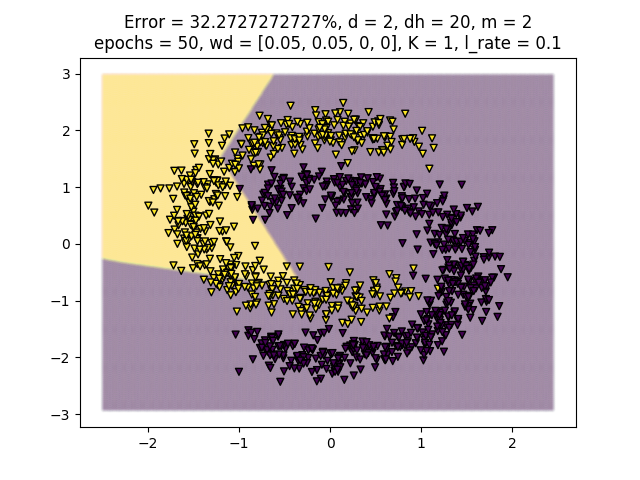 Error = 32.2727272727%, d = 2, dh = 20, m = 2
epochs = 50, wd = [0.05, 0.05, 0, 0], K = 1, l_rate = 0.1
3
2
1
0
−1
−2
−3
−2 −1 0 1 2